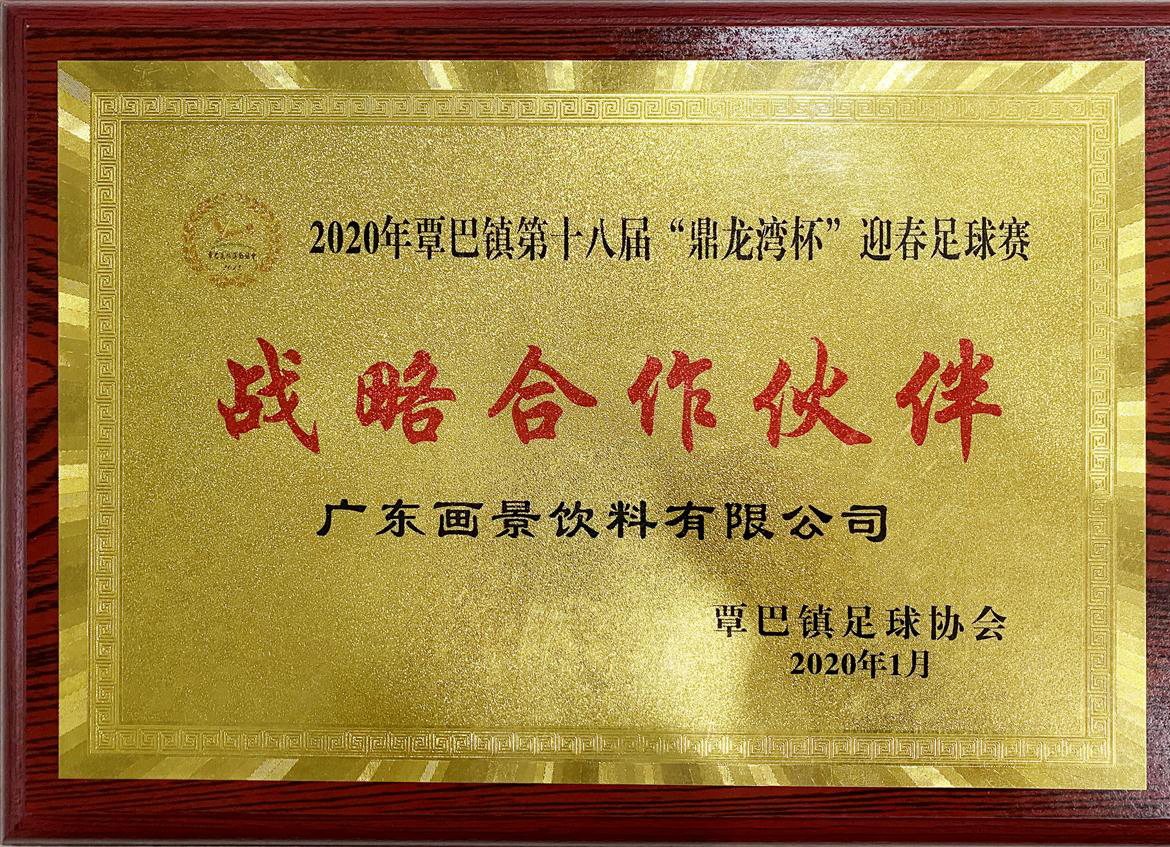 2020年覃巴镇第十八届“鼎龙湾杯”迎春足球赛
战略合作伙伴
广东画景饮料有限公司
覃巴镇足球协会
2020年1月